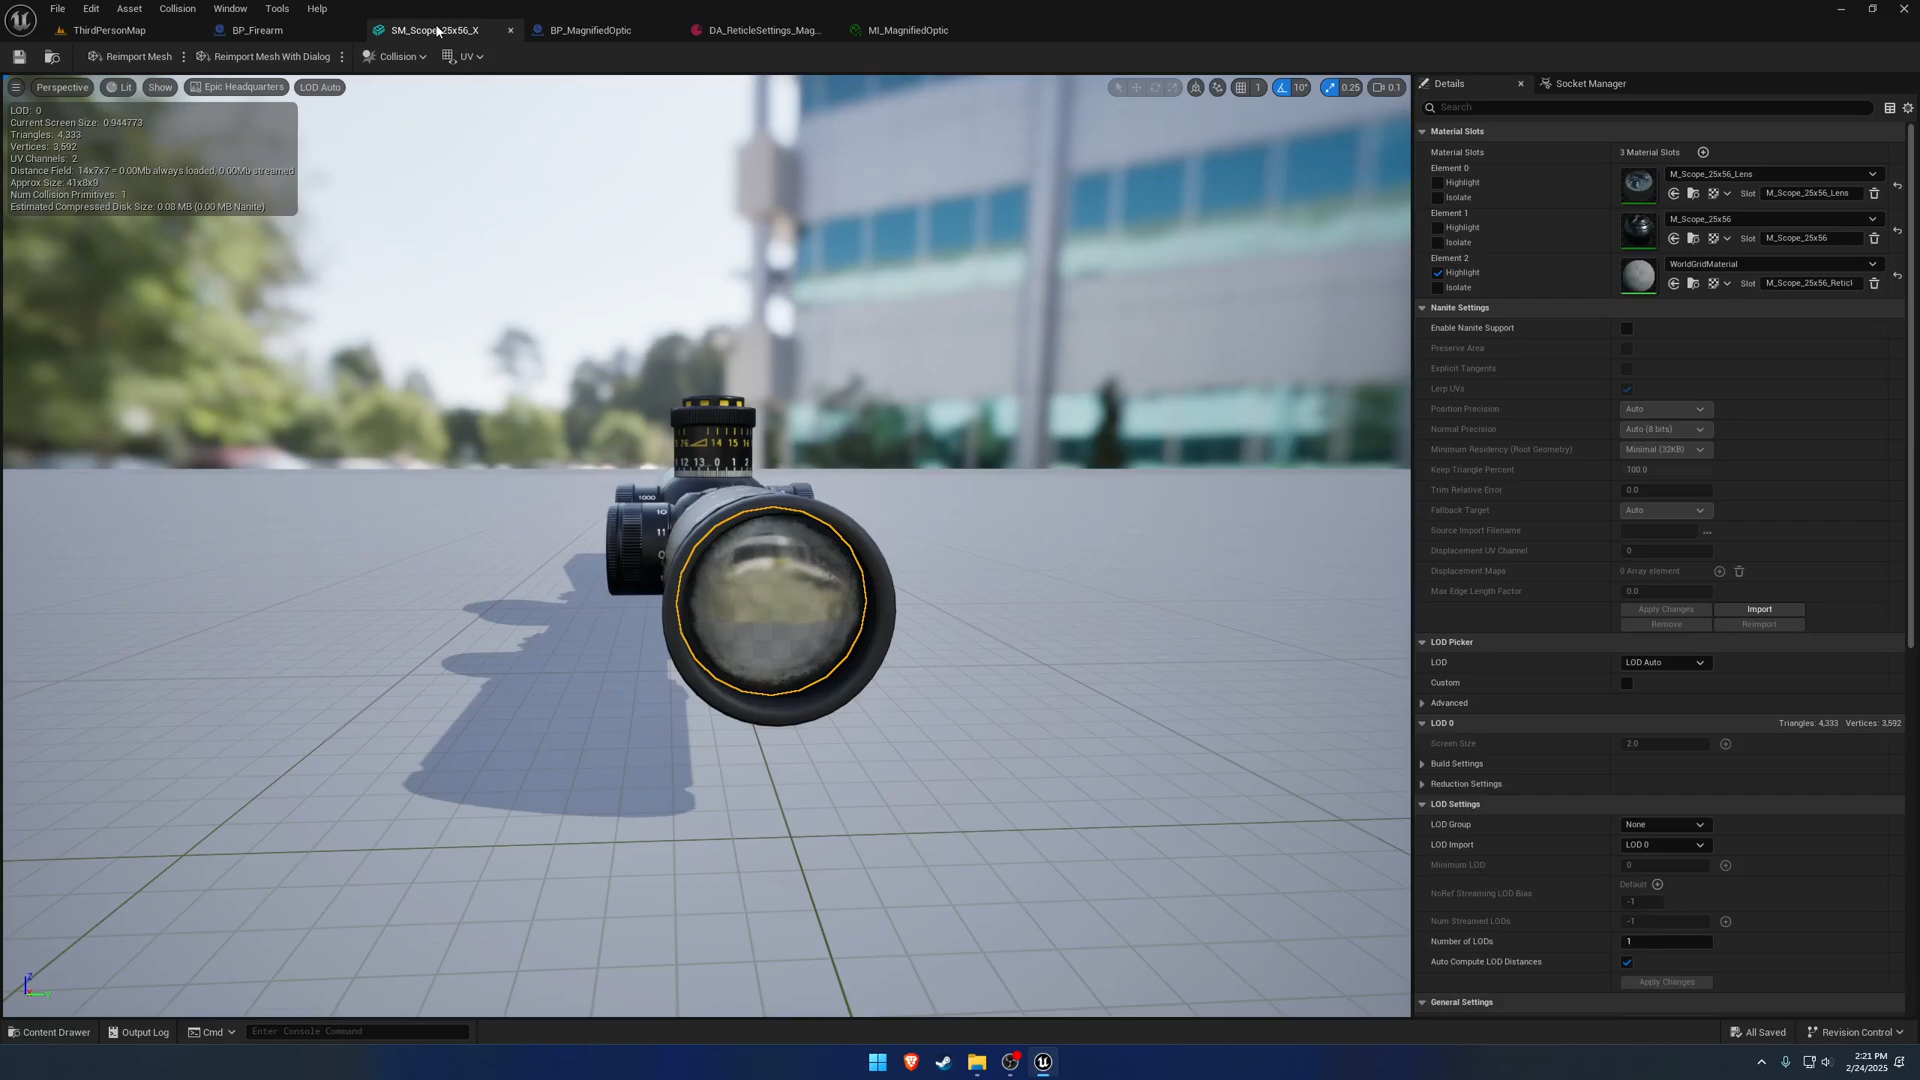 File Edit Asset Collision Window Tools Help
ThirdPersonMap BP_Firearm SM_Scope_25x56_X BP_MagnifiedOptic DA_ReticleSettings_Mag... MI_MagnifiedOptic
Reimport Mesh Reimport Mesh With Dialog Collision UV
Perspective Lit Show Epic Headquarters LOD Auto 1 10° 0.25 0.1
LOD: 0
Current Screen Size: 0.944773
Triangles: 4,333
Vertices: 3,592
UV Channels: 2
Distance Field: 14x7x7 = 0.00Mb always loaded, 0.00Mb streamed
Approx Size: 41x8x9
Num Collision Primitives: 1
Estimated Compressed Disk Size: 0.08 MB (0.00 MB Nanite)
14 15 16
12 13 0 1 2
1000
10
11
Details Socket Manager
Search
Material Slots
Material Slots 3 Material Slots
Element 0 M_Scope_25x56_Lens
Highlight
Isolate Slot M_Scope_25x56_Lens
Element 1 M_Scope_25x56
Highlight
Isolate Slot M_Scope_25x56
Element 2 WorldGridMaterial
Highlight
Isolate Slot M_Scope_25x56_Reticl
Nanite Settings
Enable Nanite Support
Preserve Area
Explicit Tangents
Lerp UVs
Position Precision Auto
Normal Precision Auto (8 bits)
Minimum Residency (Root Geometry) Minimal (32KB)
Keep Triangle Percent 100.0
Trim Relative Error 0.0
Fallback Target Auto
Source Import Filename ...
Displacement UV Channel 0
Displacement Maps 0 Array element
Max Edge Length Factor 0.0
Apply Changes Import
Remove Reimport
LOD Picker
LOD LOD Auto
Custom
Advanced
LOD 0 Triangles: 4,333 Vertices: 3,592
Screen Size 2.0
Build Settings
Reduction Settings
LOD Settings
LOD Group None
LOD Import LOD 0
Minimum LOD 0
Default
NoRef Streaming LOD Bias
-1
Num Streamed LODs -1
Number of LODs 1
Auto Compute LOD Distances
Apply Changes
General Settings
Z
Y
Content Drawer Output Log Cmd Enter Console Command All Saved Revision Control
2:21 PM
2/24/2025